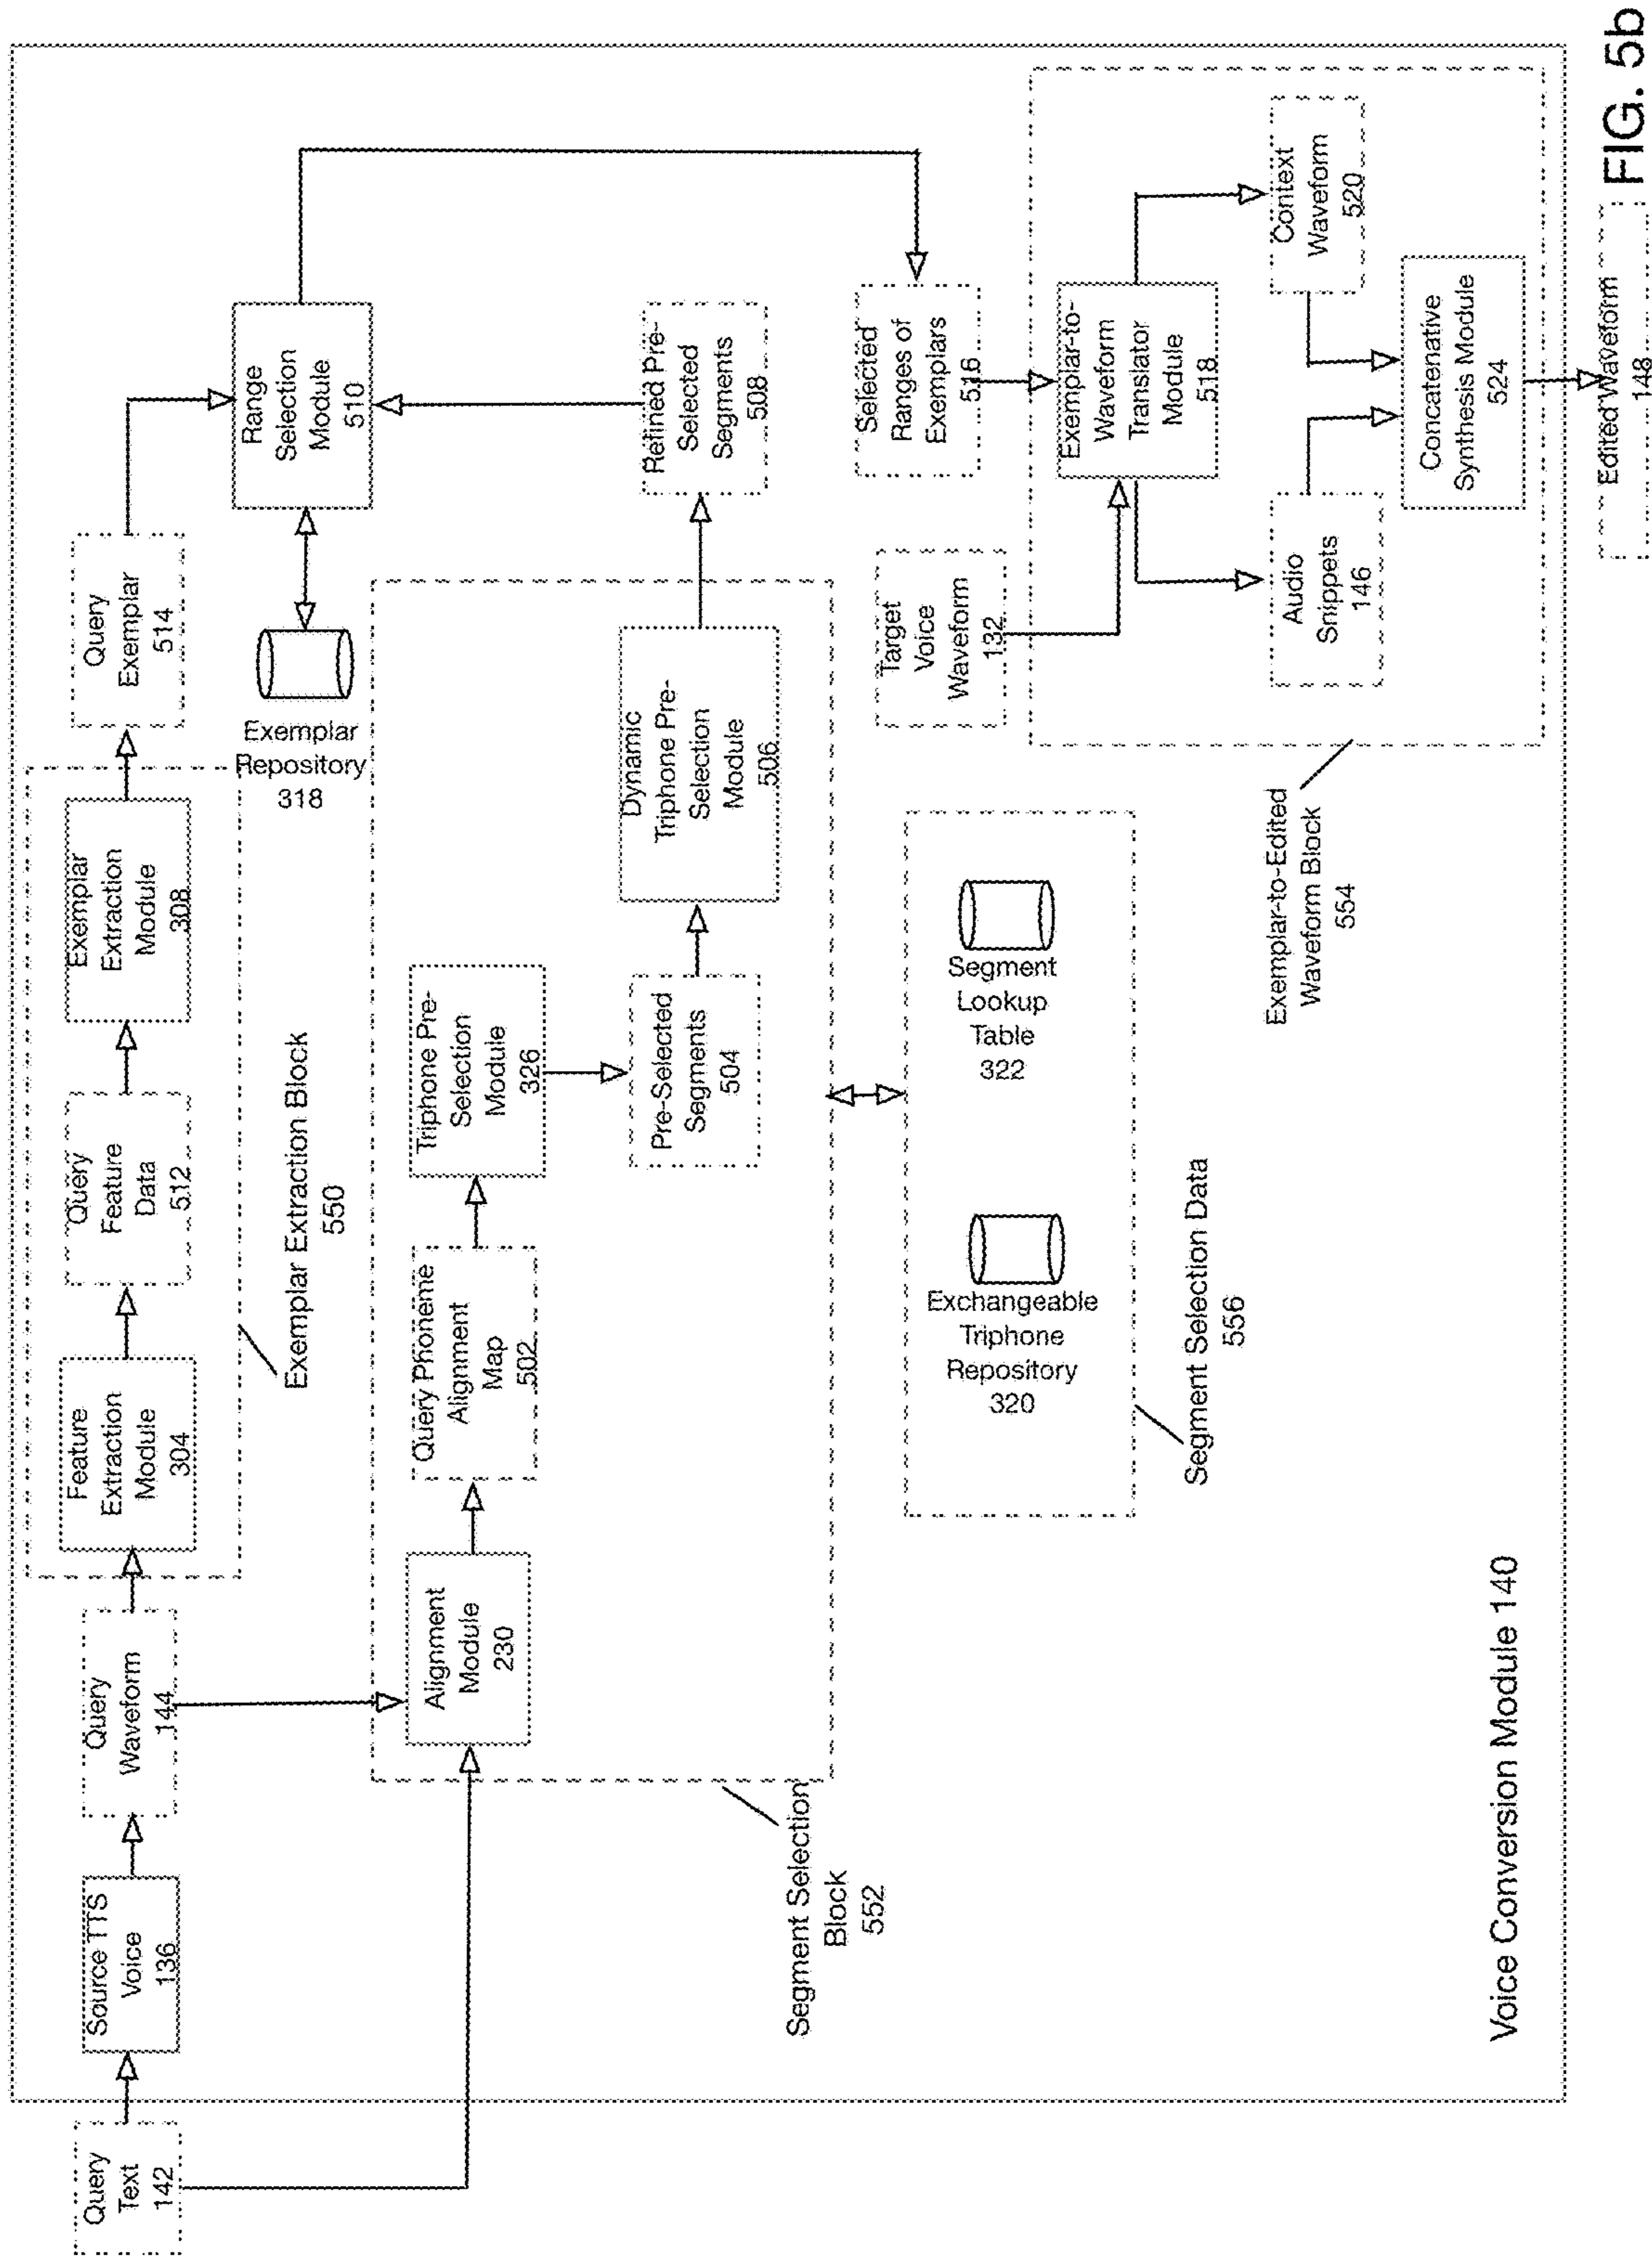 Query
Text
142
Source TTS
Voice
136
Query
Waveform
144
Feature
Extraction
Module
304
Query
Feature
Data
512
Exemplar
Extraction
Module
308
Query
Exemplar
514
Exemplar Extraction Block
550
Exemplar
Repository
318
Range
Selection
Module
510
Alignment
Module
230
Query Phoneme
Alignment
Map
502
Triphone Pre-
Selection
Module
326
Pre-Selected
Segments
504
Dynamic
Triphone Pre-
Selection
Module
506
Refined Pre-
Selected
Segments
508
Segment Selection
Block
552
Exchangeable
Triphone
Repository
320
Segment
Lookup
Table
322
Segment Selection Data
556
Target
Voice
Waveform
132
Selected
Ranges of
Exemplars
516
Exemplar-to-
Waveform
Translator
Module
518
Audio
Snippets
146
Context
Waveform
520
Concatenative
Synthesis Module
524
Exemplar-to-Edited
Waveform Block
554
Voice Conversion Module 140
Edited Waveform
148
FIG. 5b